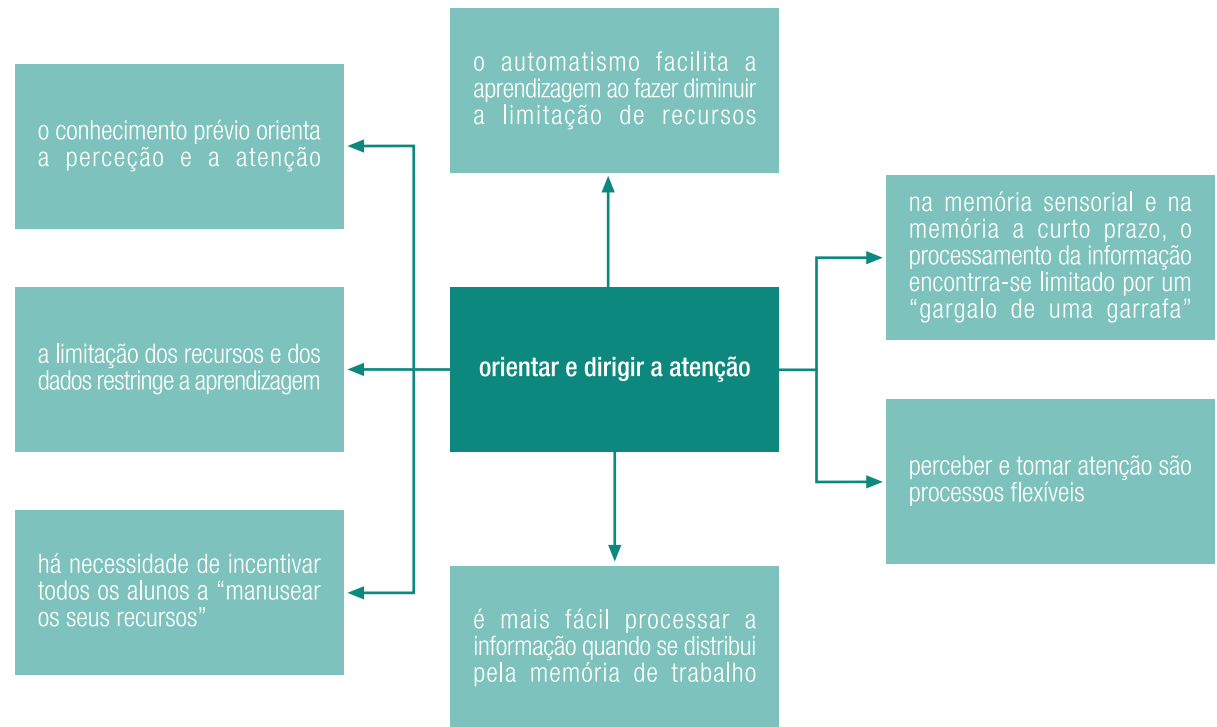 o automatismo facilita a
aprendizagem ao fazer diminuir
a limitação de recursos
o conhecimento prévio orienta
a perceção e a atenção
na memória sensorial e na
memória a curto prazo, o
processamento da informação
encontrra-se limitado por um
“gargalo de uma garrafa”
a limitação dos recursos e dos
dados restringe a aprendizagem
orientar e dirigir a atenção
perceber e tomar atenção são
processos flexíveis
há necessidade de incentivar
todos os alunos a “manusear
os seus recursos”
é mais fácil processar a
informação quando se distribui
pela memória de trabalho